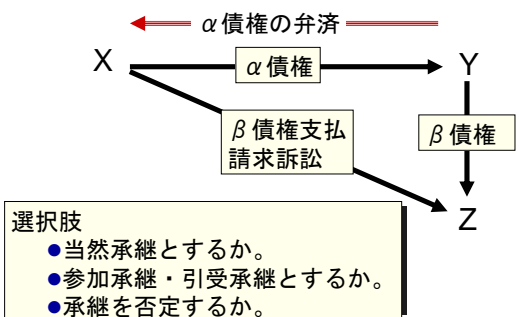 α債権の弁済
X
α債権
Y
β債権支払
請求訴訟
β債権
Z
選択肢
●当然承継とするか。
●参加承継・引受承継とするか。
●承継を否定するか。